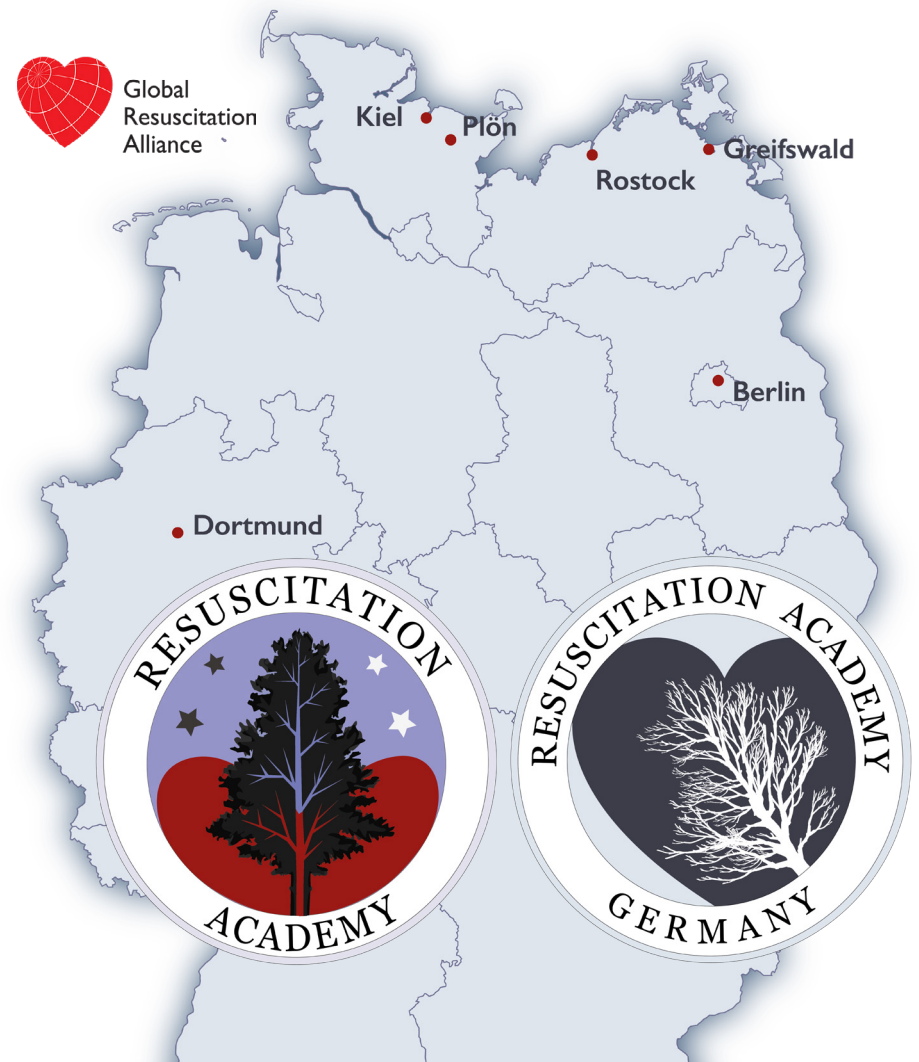 Global
Resuscitation
Alliance
Kiel
Plön
Greifswald
Rostock
Berlin
Dortmund
RESUSCITATION
ACADEMY
RESUSCITATION ACADEMY
GERMANY